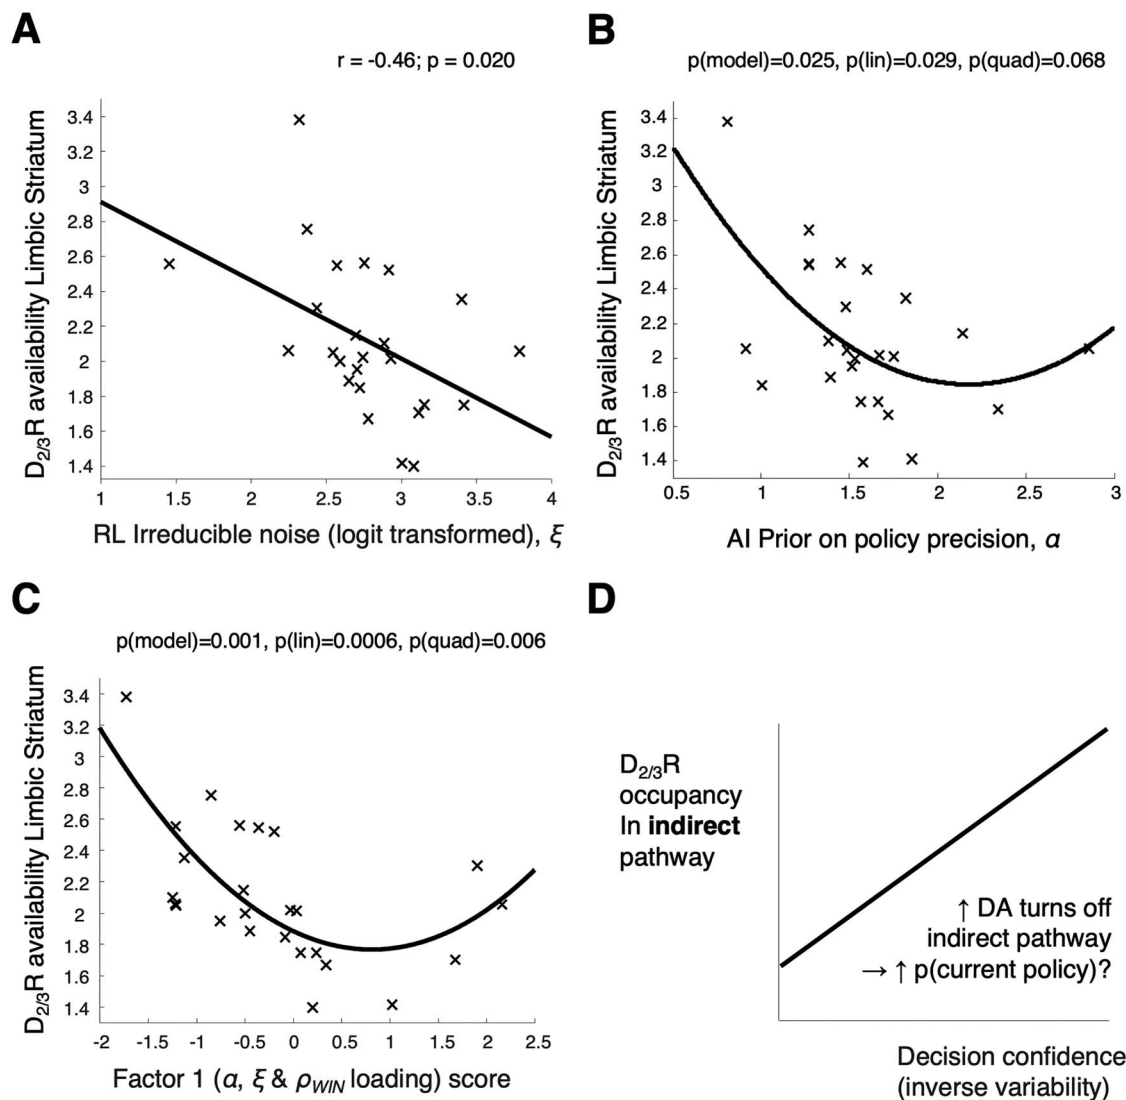 A
r = -0.46; p = 0.020
D2/3R availability Limbic Striatum
3.4
3.2
3
2.8
2.6
2.4
2.2
2
1.8
1.6
1.4
1 1.5 2 2.5 3 3.5 4
RL Irreducible noise (logit transformed), ξ
B
p(model)=0.025, p(lin)=0.029, p(quad)=0.068
D2/3R availability Limbic Striatum
3.4
3.2
3
2.8
2.6
2.4
2.2
2
1.8
1.6
1.4
0.5 1 1.5 2 2.5 3
AI Prior on policy precision, α
C
p(model)=0.001, p(lin)=0.0006, p(quad)=0.006
D2/3R availability Limbic Striatum
3.4
3.2
3
2.8
2.6
2.4
2.2
2
1.8
1.6
1.4
-2 -1.5 -1 -0.5 0 0.5 1 1.5 2 2.5
Factor 1 (α, ξ & ρWIN loading) score
D
D2/3R
occupancy
In indirect
pathway
↑ DA turns off
indirect pathway
→ ↑ p(current policy)?
Decision confidence
(inverse variability)